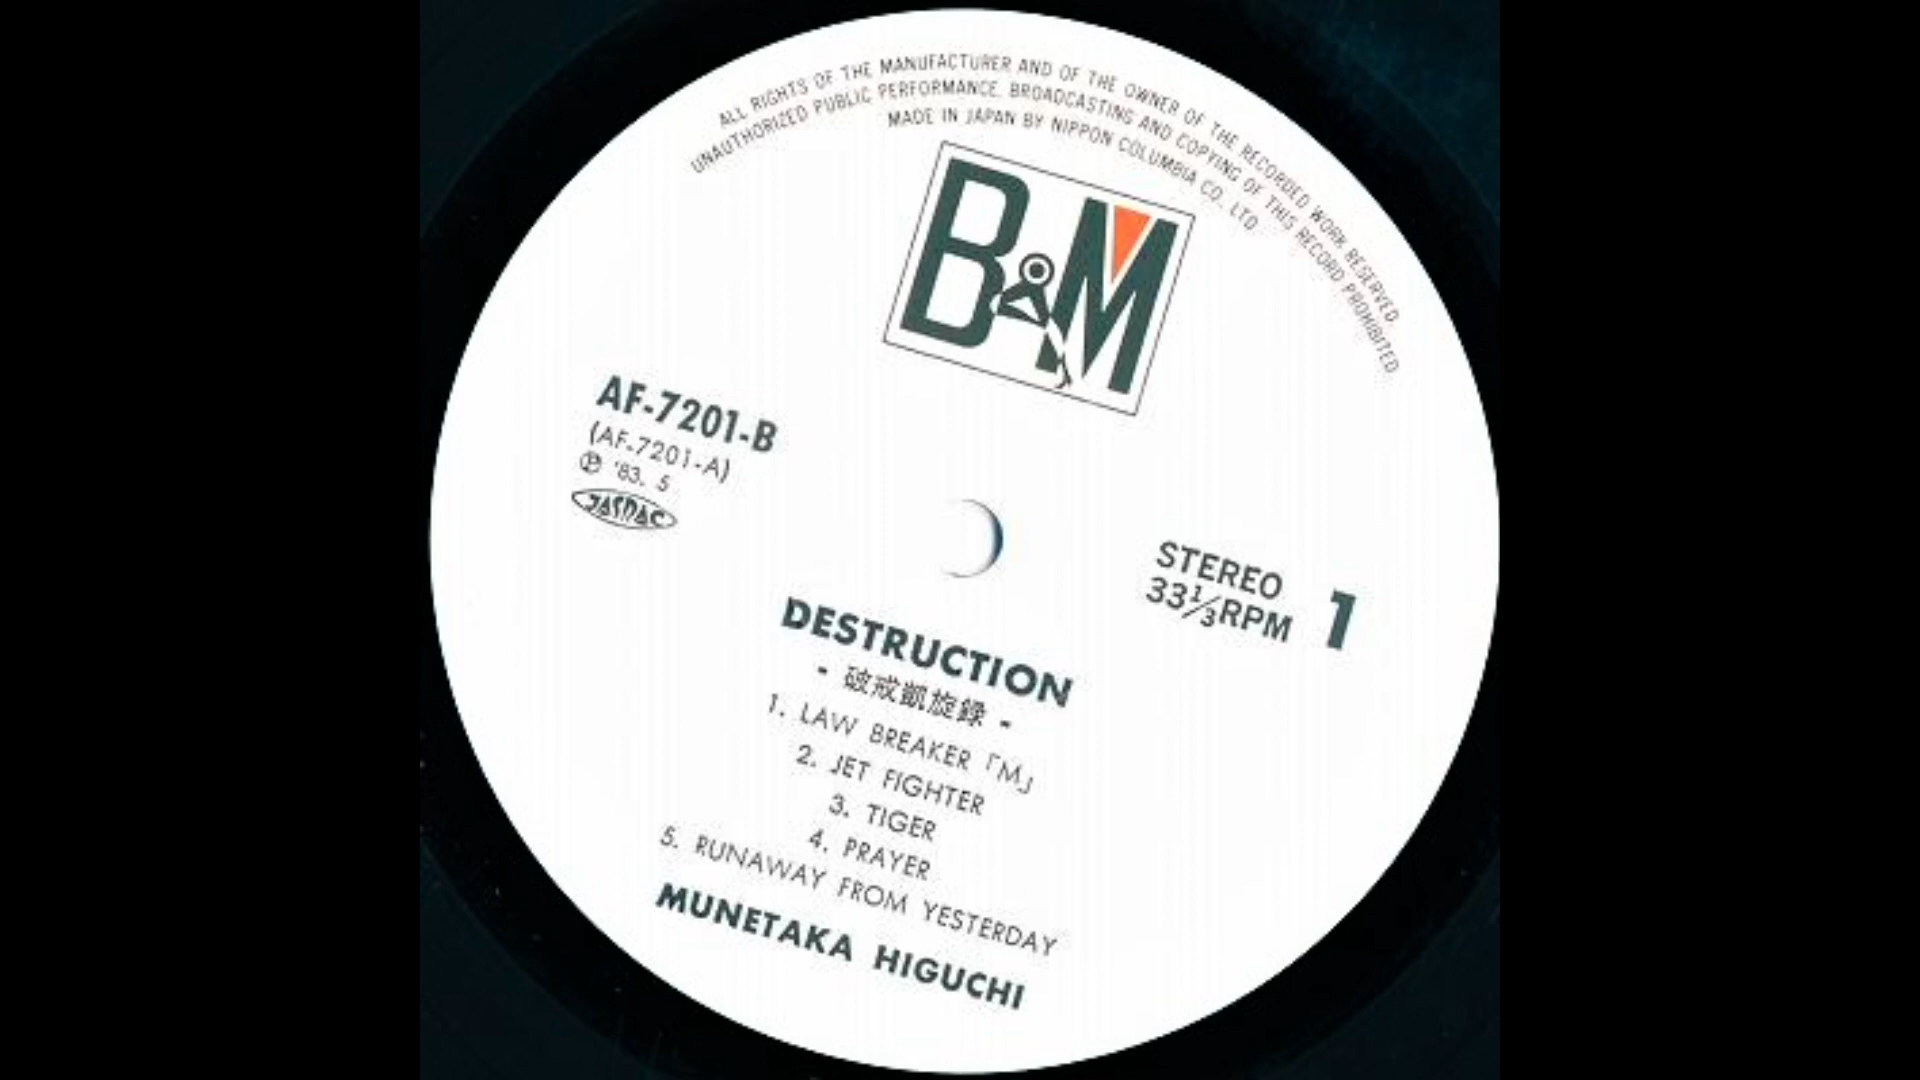 ALL RIGHTS OF THE MANUFACTURER AND OF THE OWNER OF THE RECORDED WORK RESERVED.
UNAUTHORIZED PUBLIC PERFORMANCE, BROADCASTING AND COPYING OF THIS RECORD PROHIBITED
MADE IN JAPAN BY NIPPON COLUMBIA CO., LTD.
B&M
AF-7201-B
(AF-7201-A)
Ⓟ '83. 5
JASRAC
STEREO
33⅓RPM
1
DESTRUCTION
- 破戒凱旋録 -
1. LAW BREAKER「M」
2. JET FIGHTER
3. TIGER
4. PRAYER
5. RUNAWAY FROM YESTERDAY
MUNETAKA HIGUCHI